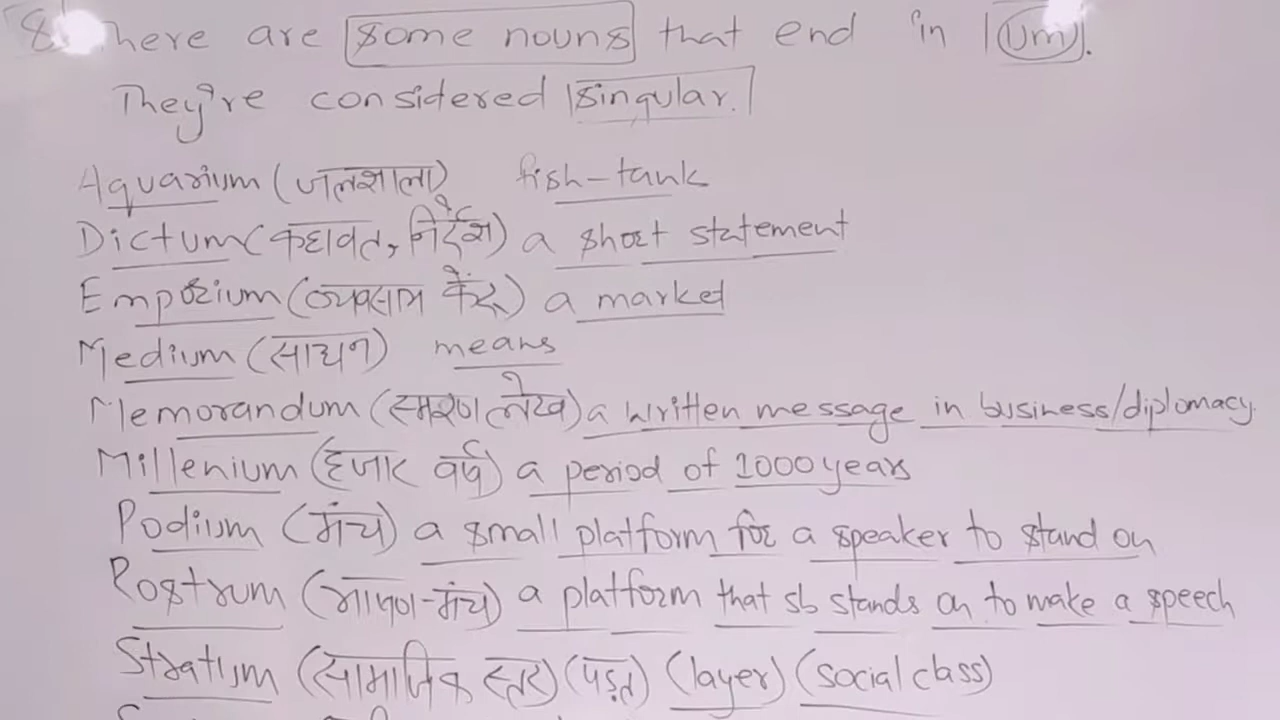 8. There are some nouns that end in um.
They're considered singular.
Aquarium (जलशाला) fish-tank
Dictum (कहावत, निर्देश) a short statement
Emporium (व्यवसाय केंद्र) a market
Medium (साधन) means
Memorandum (स्मरण लेख) a written message in business/diplomacy.
Millenium (हजार वर्ष) a period of 1000 years
Podium (मंच) a small platform for a speaker to stand on
Rostrum (भाषण-मंच) a platform that sb stands on to make a speech
Stratum (सामाजिक स्तर) (पड़त) (layer) (social class)